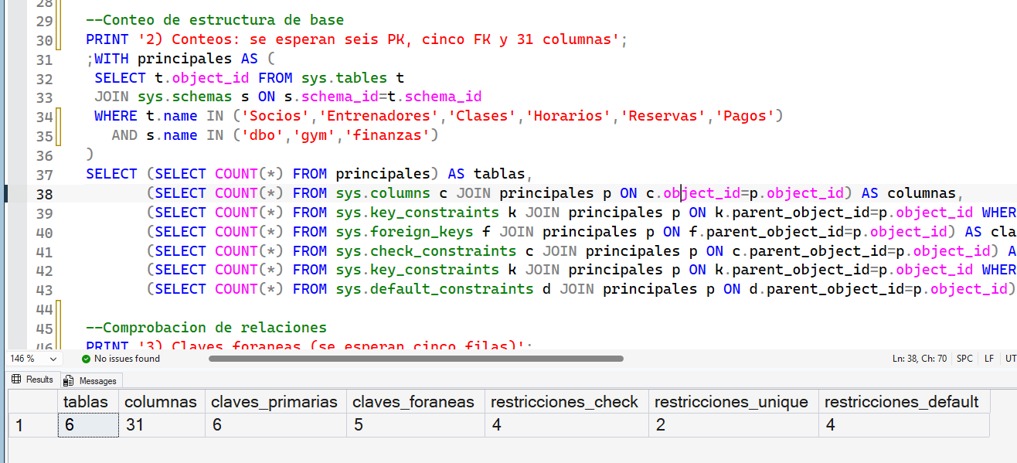 28
29 --Conteo de estructura de base
30 PRINT '2) Conteos: se esperan seis PK, cinco FK y 31 columnas';
31 ;WITH principales AS (
32 SELECT t.object_id FROM sys.tables t
33 JOIN sys.schemas s ON s.schema_id=t.schema_id
34 WHERE t.name IN ('Socios','Entrenadores','Clases','Horarios','Reservas','Pagos')
35 AND s.name IN ('dbo','gym','finanzas')
36 )
37 SELECT (SELECT COUNT(*) FROM principales) AS tablas,
38 (SELECT COUNT(*) FROM sys.columns c JOIN principales p ON c.object_id=p.object_id) AS columnas,
39 (SELECT COUNT(*) FROM sys.key_constraints k JOIN principales p ON k.parent_object_id=p.object_id WHER
40 (SELECT COUNT(*) FROM sys.foreign_keys f JOIN principales p ON f.parent_object_id=p.object_id) AS cla
41 (SELECT COUNT(*) FROM sys.check_constraints c JOIN principales p ON c.parent_object_id=p.object_id) A
42 (SELECT COUNT(*) FROM sys.key_constraints k JOIN principales p ON k.parent_object_id=p.object_id WHER
43 (SELECT COUNT(*) FROM sys.default_constraints d JOIN principales p ON d.parent_object_id=p.object_id)
44
45 --Comprobacion de relaciones
46 PRINT '3) Claves foraneas (se esperan cinco filas)';
146 % No issues found Ln: 38, Ch: 70 SPC LF UT
Results Messages
tablas columnas claves_primarias claves_foraneas restricciones_check restricciones_unique restricciones_default
1 6 31 6 5 4 2 4